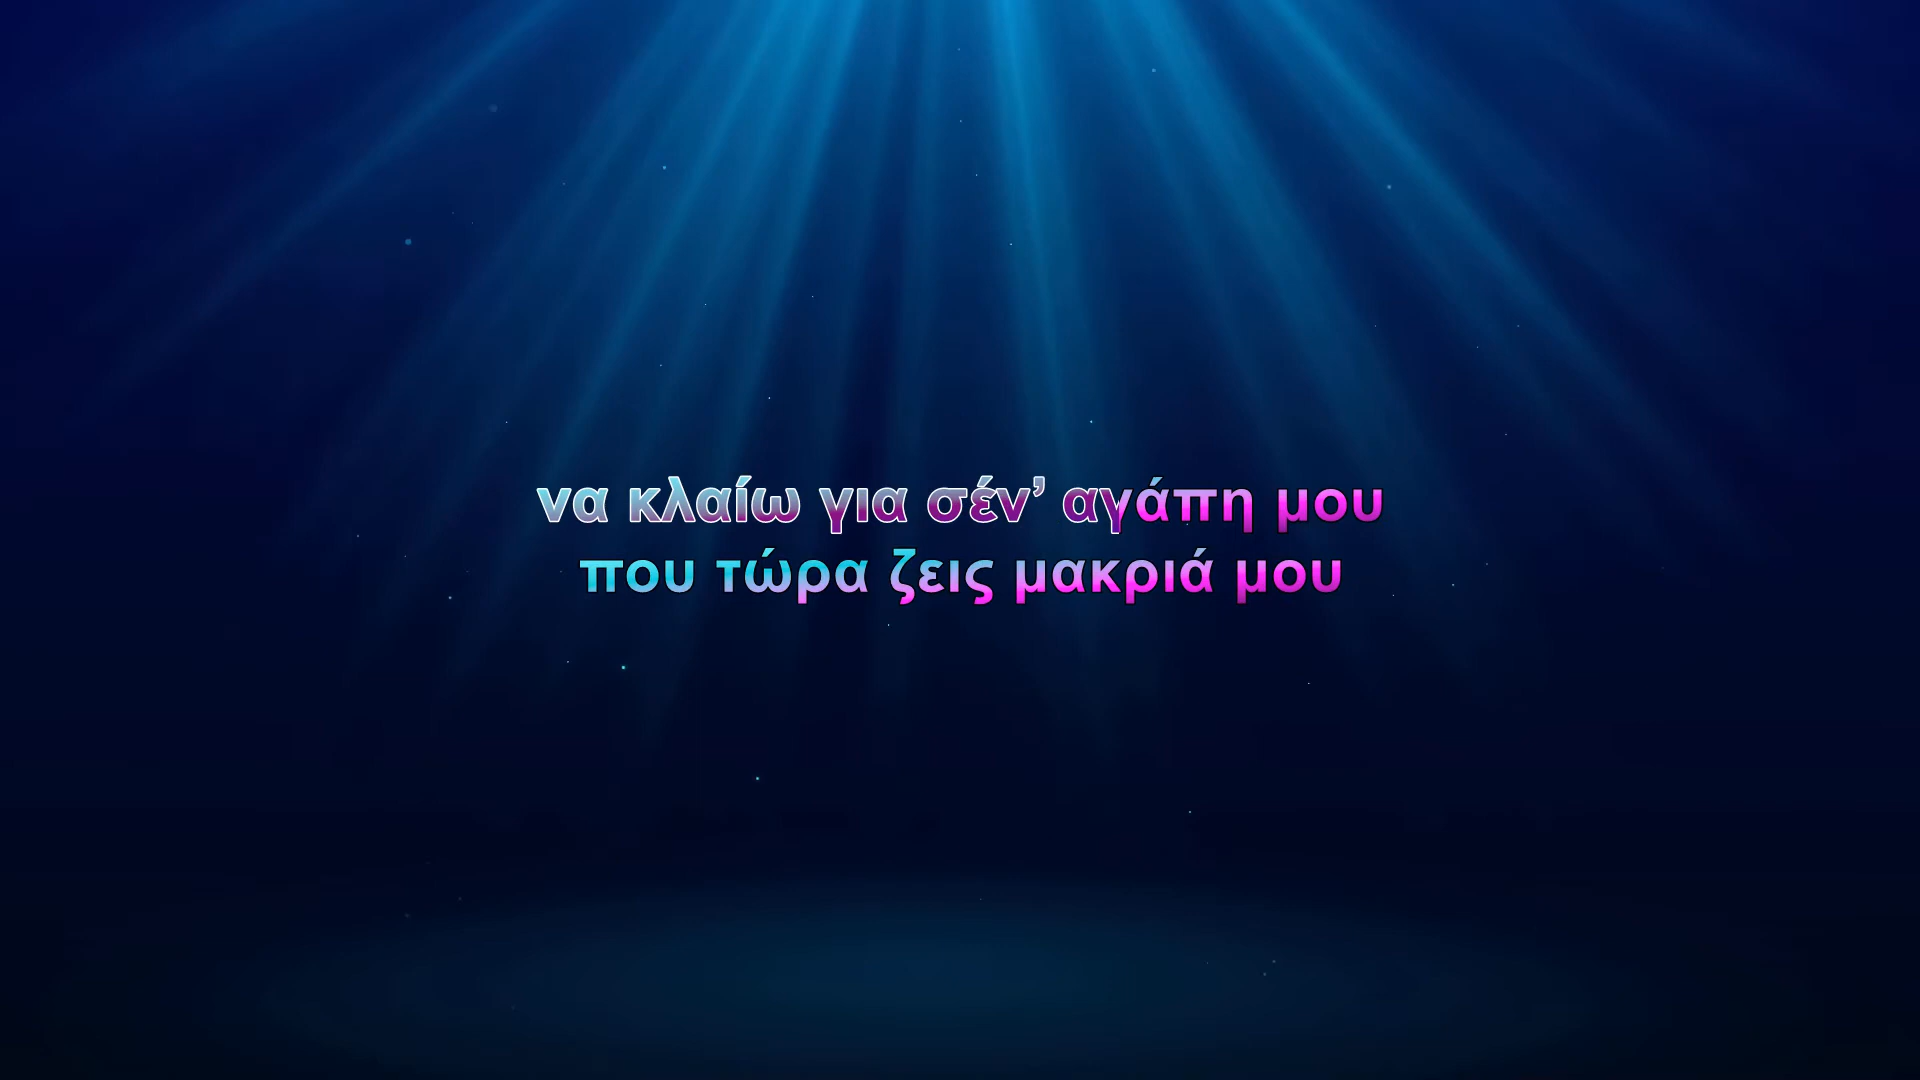 να κλαίω για σέν’ αγάπη μου
που τώρα ζεις μακριά μου